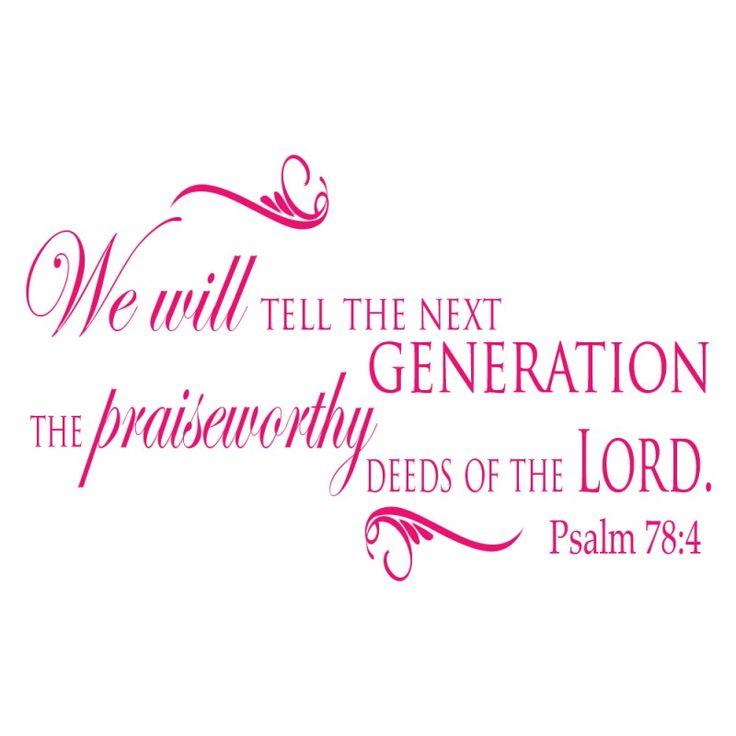 We will TELL THE NEXT
GENERATION
THE praiseworthy
DEEDS OF THE LORD.
Psalm 78:4